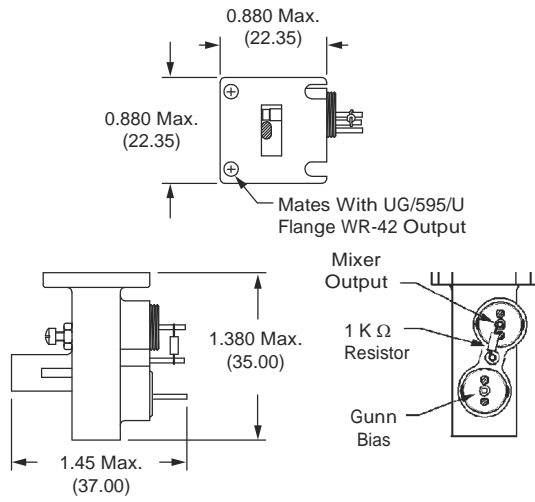 0.880 Max.
(22.35)
0.880 Max.
(22.35)
Mates With UG/595/U
Flange WR-42 Output
Mixer
Output
1 K Ω
Resistor
Gunn
Bias
1.380 Max.
(35.00)
1.45 Max.
(37.00)